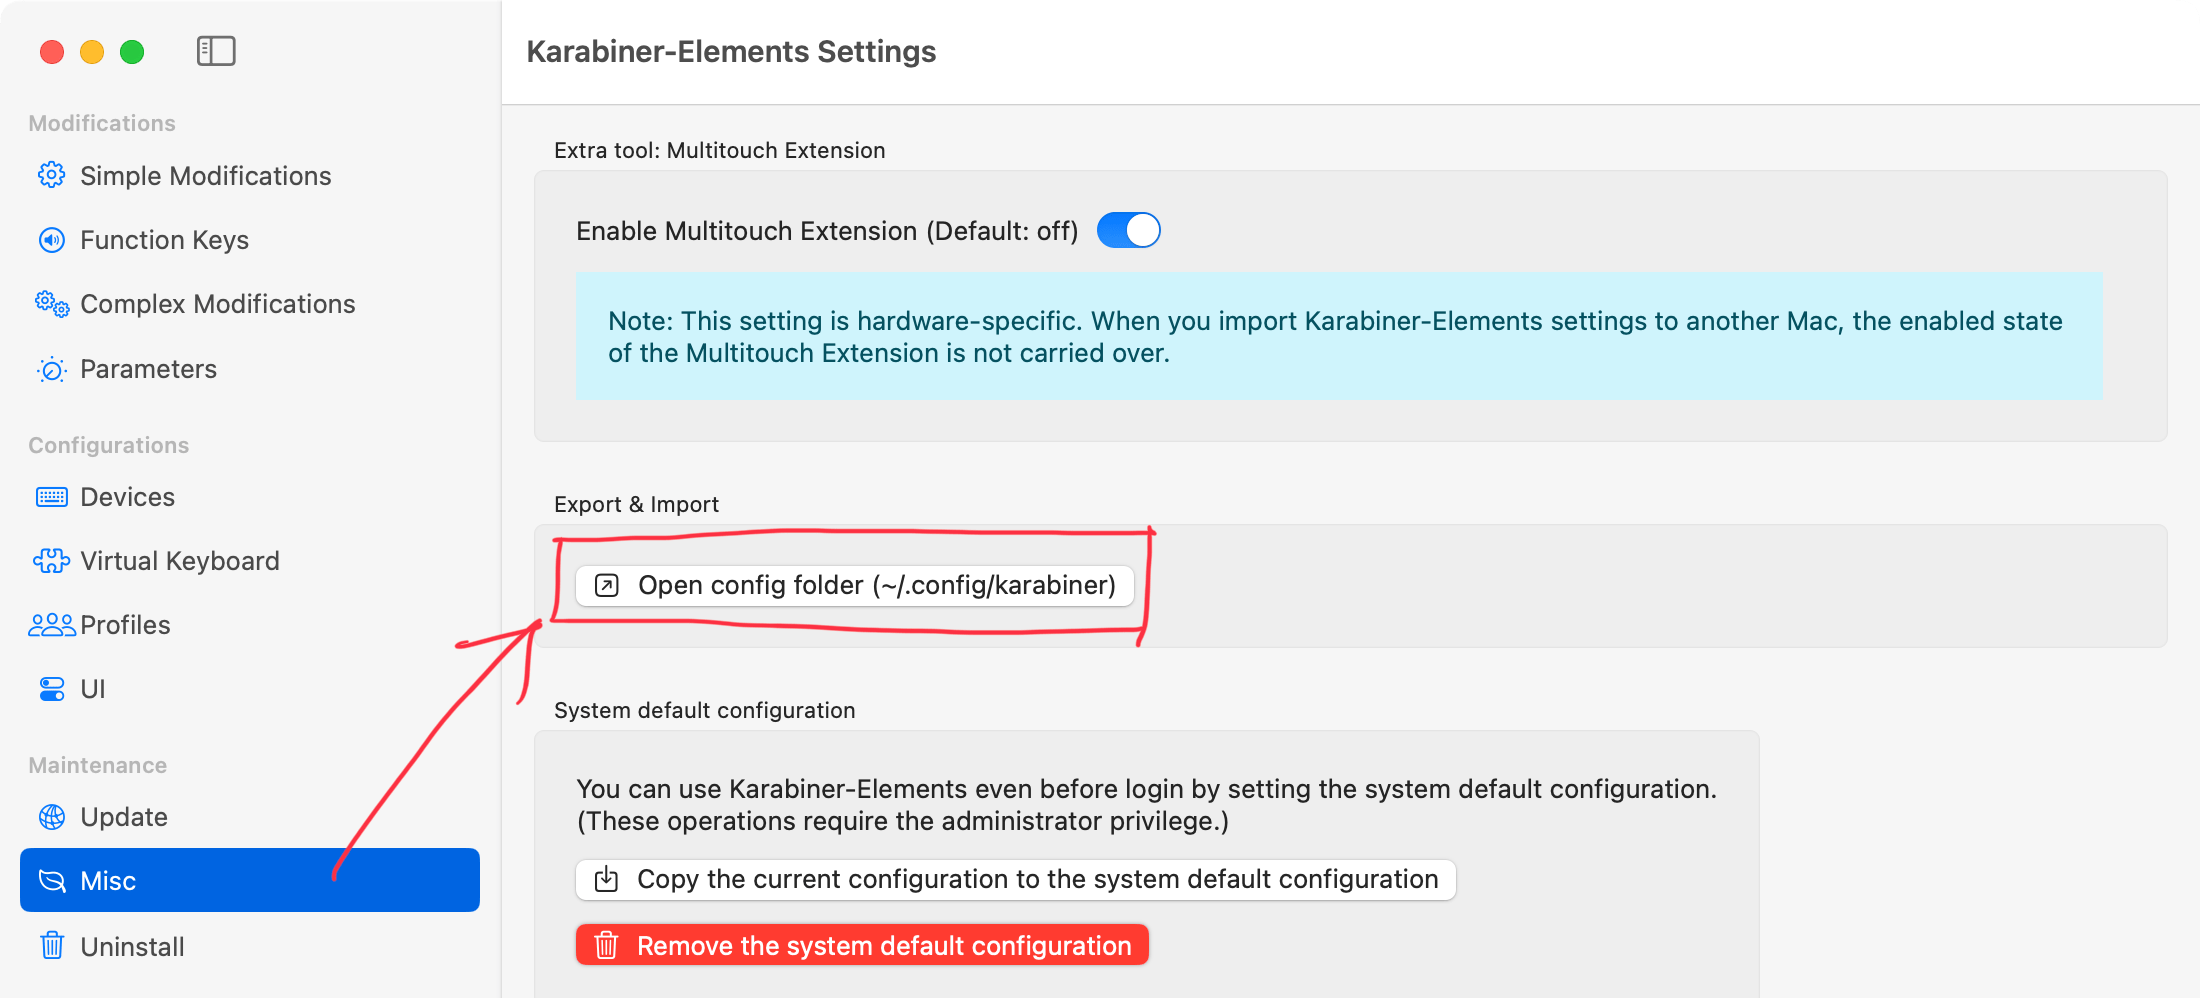 Karabiner-Elements Settings
Modifications
Simple Modifications
Function Keys
Complex Modifications
Parameters
Configurations
Devices
Virtual Keyboard
Profiles
UI
Maintenance
Update
Misc
Uninstall
Extra tool: Multitouch Extension
Enable Multitouch Extension (Default: off)
Note: This setting is hardware-specific. When you import Karabiner-Elements settings to another Mac, the enabled state
of the Multitouch Extension is not carried over.
Export & Import
Open config folder (~/.config/karabiner)
System default configuration
You can use Karabiner-Elements even before login by setting the system default configuration.
(These operations require the administrator privilege.)
Copy the current configuration to the system default configuration
Remove the system default configuration